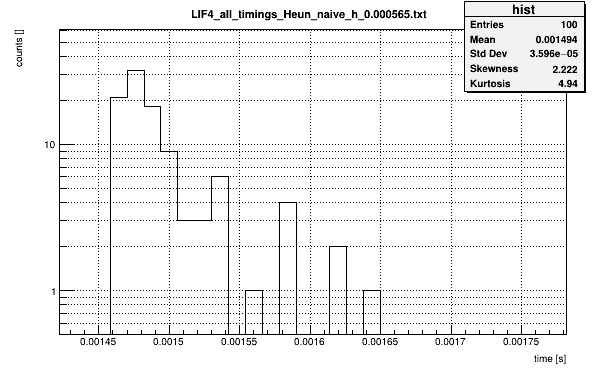 LIF4_all_timings_Heun_naive_h_0.000565.txt
hist
Entries 100
Mean 0.001494
Std Dev 3.596e−05
Skewness 2.222
Kurtosis 4.94
counts []
10
1
0.00145 0.0015 0.00155 0.0016 0.00165 0.0017 0.00175
time [s]